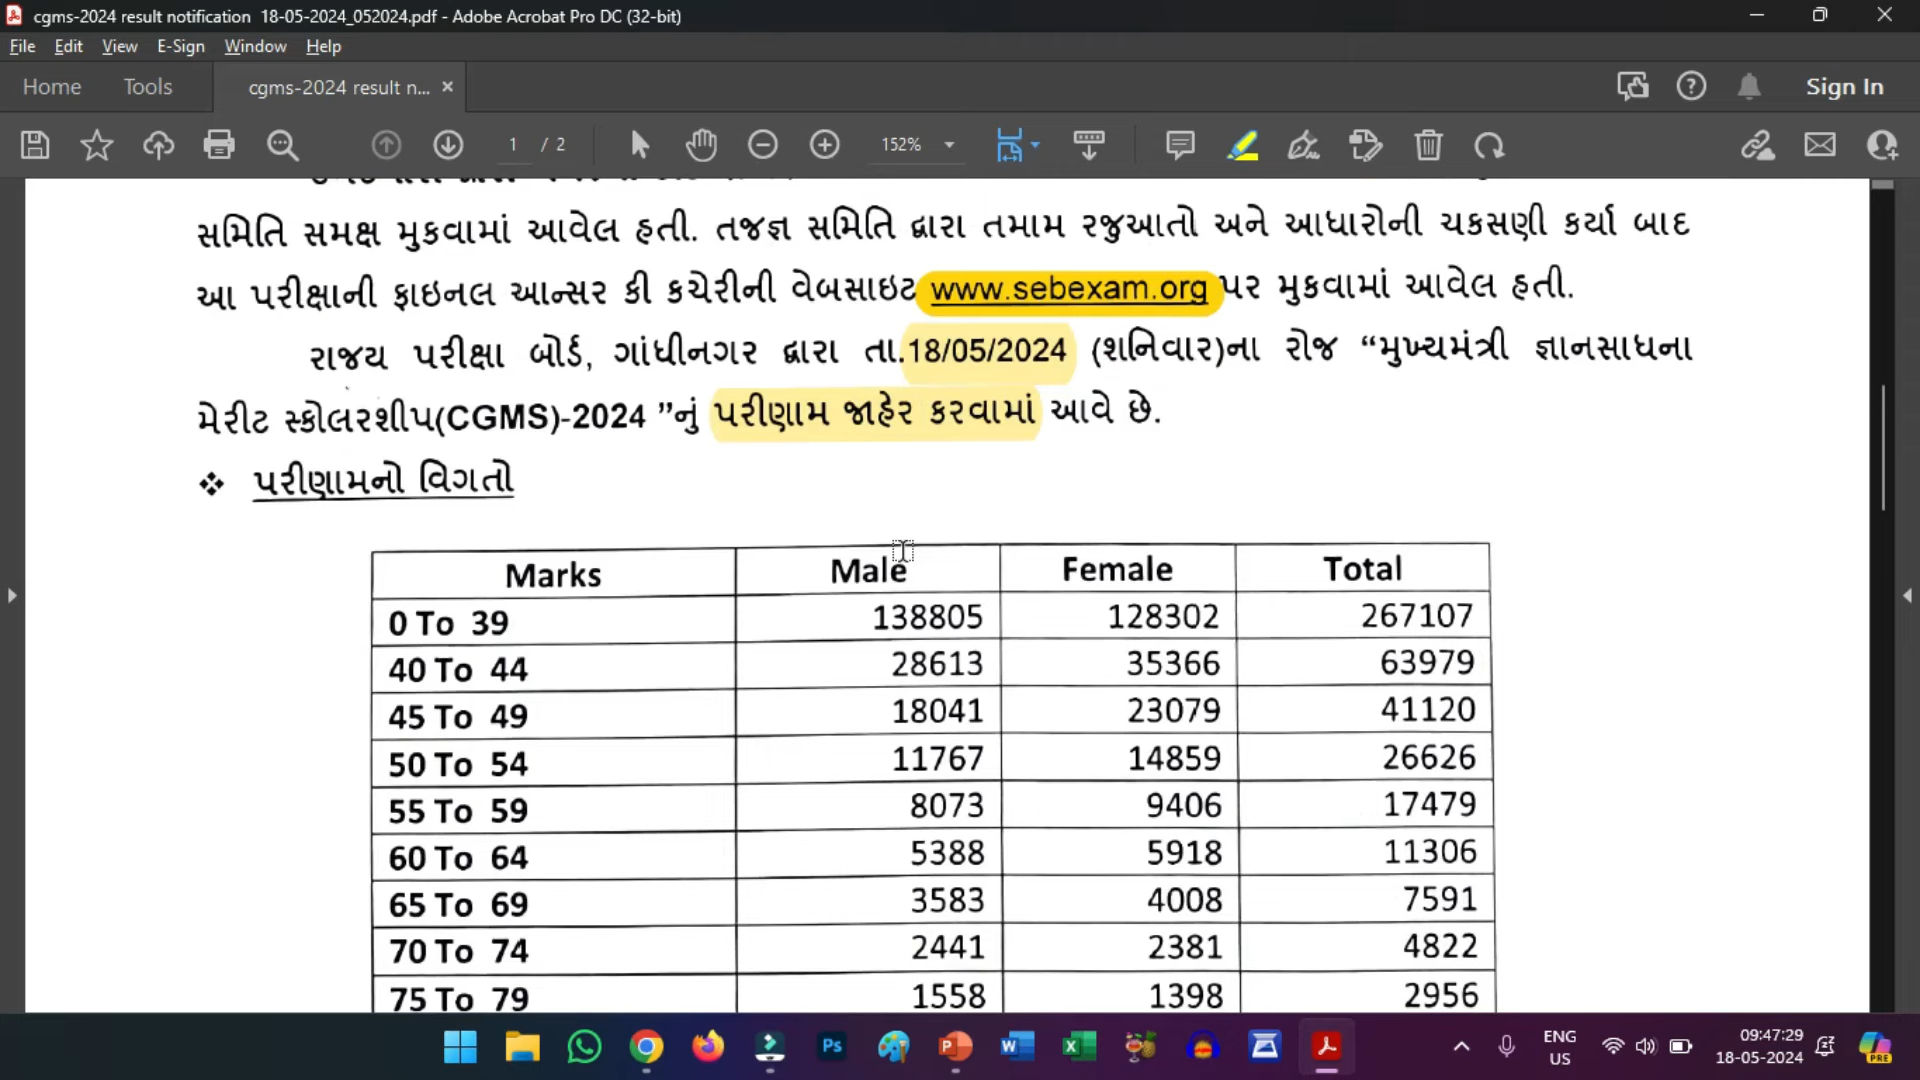 cgms-2024 result notification  18-05-2024_052024.pdf - Adobe Acrobat Pro DC (32-bit)
File Edit View E-Sign Window Help
Home Tools cgms-2024 result n... × Sign In
1 / 2 152%
સમિતિ સમક્ષ મુકવામાં આવેલ હતી. તજજ્ઞ સમિતિ દ્વારા તમામ રજુઆતો અને આધારોની ચકસણી કર્યા બાદ
આ પરીક્ષાની ફાઇનલ આન્સર કી કચેરીની વેબસાઇટ www.sebexam.org પર મુકવામાં આવેલ હતી.
રાજય પરીક્ષા બોર્ડ, ગાંધીનગર દ્વારા તા.18/05/2024 (શનિવાર)ના રોજ “મુખ્યમંત્રી જ્ઞાનસાધના
મેરીટ સ્કોલરશીપ(CGMS)-2024 ”નું પરીણામ જાહેર કરવામાં આવે છે.
❖ પરીણામનો વિગતો
Marks Male Female Total
0 To 39 138805 128302 267107
40 To 44 28613 35366 63979
45 To 49 18041 23079 41120
50 To 54 11767 14859 26626
55 To 59 8073 9406 17479
60 To 64 5388 5918 11306
65 To 69 3583 4008 7591
70 To 74 2441 2381 4822
75 To 79 1558 1398 2956
ENG
US
09:47:29
18-05-2024
PRE
Ps